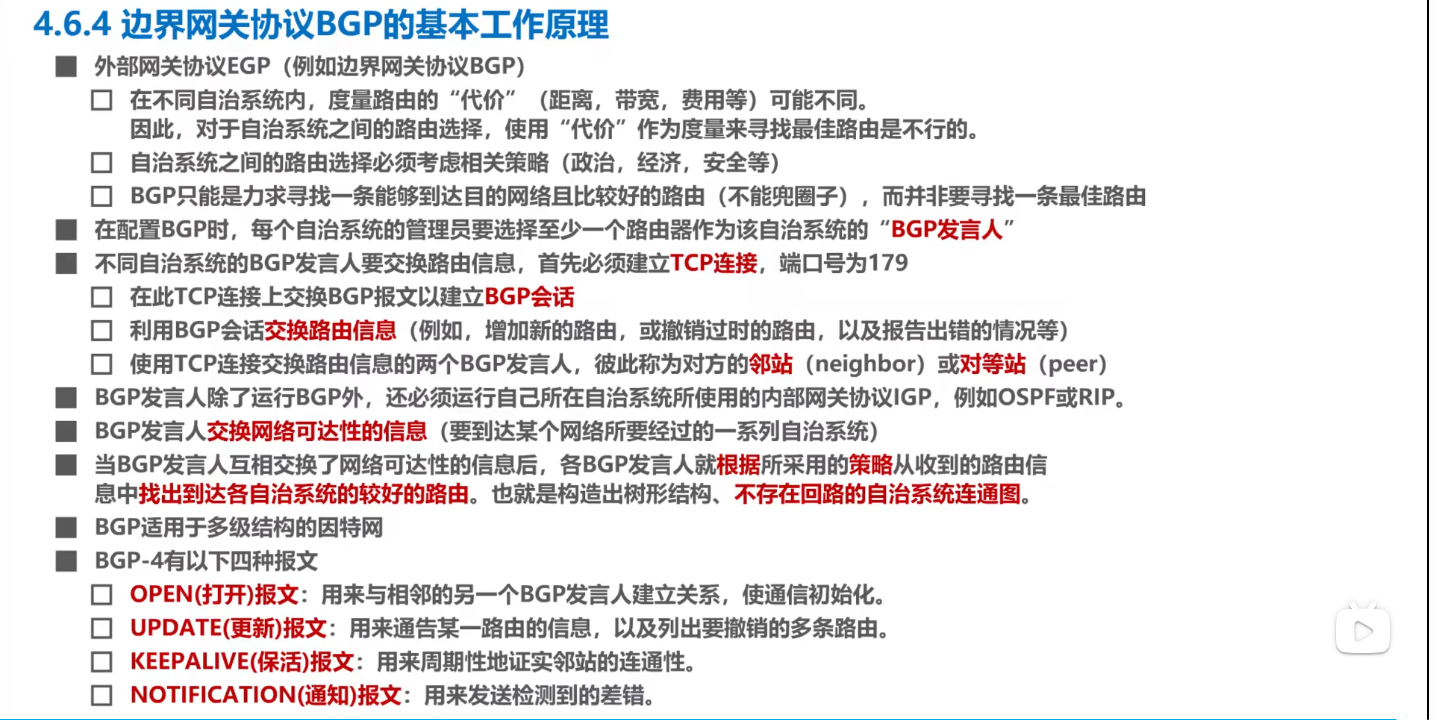 4.6.4 边界网关协议BGP的基本工作原理
外部网关协议EGP（例如边界网关协议BGP）
在不同自治系统内，度量路由的“代价”（距离，带宽，费用等）可能不同。
因此，对于自治系统之间的路由选择，使用“代价”作为度量来寻找最佳路由是不行的。
自治系统之间的路由选择必须考虑相关策略（政治，经济，安全等）
BGP只能是力求寻找一条能够到达目的网络且比较好的路由（不能兜圈子），而并非要寻找一条最佳路由
在配置BGP时，每个自治系统的管理员要选择至少一个路由器作为该自治系统的“BGP发言人”
不同自治系统的BGP发言人要交换路由信息，首先必须建立TCP连接，端口号为179
在此TCP连接上交换BGP报文以建立BGP会话
利用BGP会话交换路由信息（例如，增加新的路由，或撤销过时的路由，以及报告出错的情况等）
使用TCP连接交换路由信息的两个BGP发言人，彼此称为对方的邻站（neighbor）或对等站（peer）
BGP发言人除了运行BGP外，还必须运行自己所在自治系统所使用的内部网关协议IGP，例如OSPF或RIP。
BGP发言人交换网络可达性的信息（要到达某个网络所要经过的一系列自治系统）
当BGP发言人互相交换了网络可达性的信息后，各BGP发言人就根据所采用的策略从收到的路由信
息中找出到达各自治系统的较好的路由。也就是构造出树形结构、不存在回路的自治系统连通图。
BGP适用于多级结构的因特网
BGP-4有以下四种报文
OPEN(打开)报文：用来与相邻的另一个BGP发言人建立关系，使通信初始化。
UPDATE(更新)报文：用来通告某一路由的信息，以及列出要撤销的多条路由。
KEEPALIVE(保活)报文：用来周期性地证实邻站的连通性。
NOTIFICATION(通知)报文：用来发送检测到的差错。